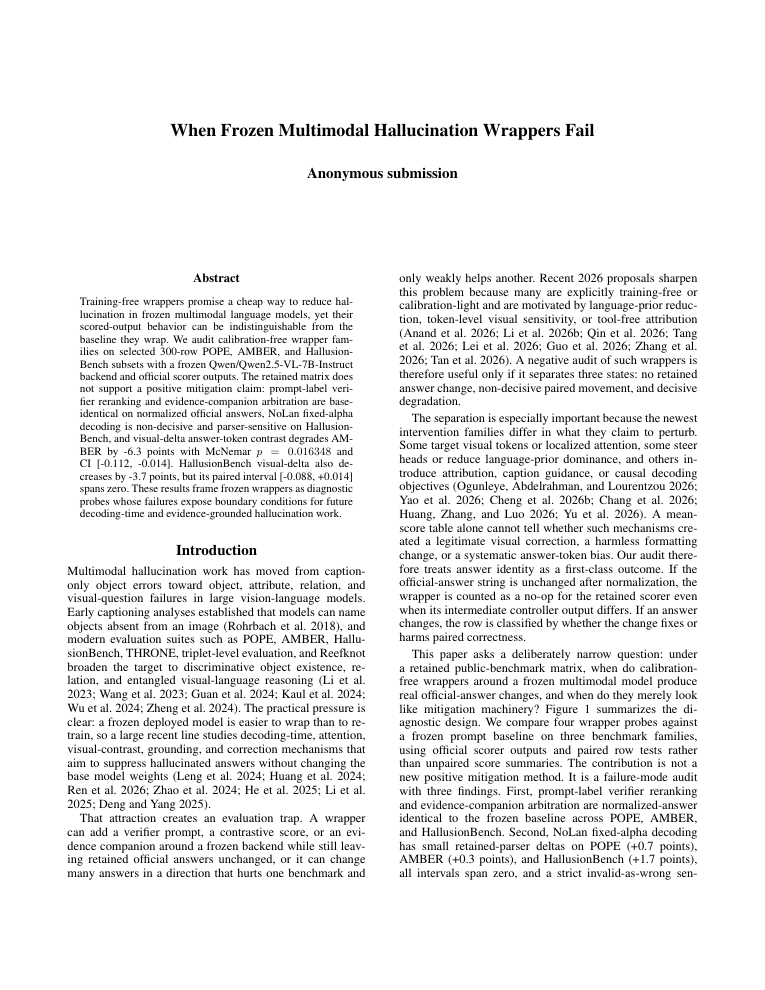 When Frozen Multimodal Hallucination Wrappers Fail
Anonymous submission
Abstract
Training-free wrappers promise a cheap way to reduce hal-
lucination in frozen multimodal language models, yet their
scored-output behavior can be indistinguishable from the
baseline they wrap. We audit calibration-free wrapper fam-
ilies on selected 300-row POPE, AMBER, and Hallusion-
Bench subsets with a frozen Qwen/Qwen2.5-VL-7B-Instruct
backend and official scorer outputs. The retained matrix does
not support a positive mitigation claim: prompt-label veri-
fier reranking and evidence-companion arbitration are base-
identical on normalized official answers, NoLan fixed-alpha
decoding is non-decisive and parser-sensitive on Hallusion-
Bench, and visual-delta answer-token contrast degrades AM-
BER by -6.3 points with McNemar p = 0.016348 and
CI [-0.112, -0.014]. HallusionBench visual-delta also de-
creases by -3.7 points, but its paired interval [-0.088, +0.014]
spans zero. These results frame frozen wrappers as diagnostic
probes whose failures expose boundary conditions for future
decoding-time and evidence-grounded hallucination work.
Introduction
Multimodal hallucination work has moved from caption-
only object errors toward object, attribute, relation, and
visual-question failures in large vision-language models.
Early captioning analyses established that models can name
objects absent from an image (Rohrbach et al. 2018), and
modern evaluation suites such as POPE, AMBER, Hallu-
sionBench, THRONE, triplet-level evaluation, and Reefknot
broaden the target to discriminative object existence, re-
lation, and entangled visual-language reasoning (Li et al.
2023; Wang et al. 2023; Guan et al. 2024; Kaul et al. 2024;
Wu et al. 2024; Zheng et al. 2024). The practical pressure is
clear: a frozen deployed model is easier to wrap than to re-
train, so a large recent line studies decoding-time, attention,
visual-contrast, grounding, and correction mechanisms that
aim to suppress hallucinated answers without changing the
base model weights (Leng et al. 2024; Huang et al. 2024;
Ren et al. 2026; Zhao et al. 2024; He et al. 2025; Li et al.
2025; Deng and Yang 2025).
That attraction creates an evaluation trap. A wrapper
can add a verifier prompt, a contrastive score, or an evi-
dence companion around a frozen backend while still leav-
ing retained official answers unchanged, or it can change
many answers in a direction that hurts one benchmark and
only weakly helps another. Recent 2026 proposals sharpen
this problem because many are explicitly training-free or
calibration-light and are motivated by language-prior reduc-
tion, token-level visual sensitivity, or tool-free attribution
(Anand et al. 2026; Li et al. 2026b; Qin et al. 2026; Tang
et al. 2026; Lei et al. 2026; Guo et al. 2026; Zhang et al.
2026; Tan et al. 2026). A negative audit of such wrappers is
therefore useful only if it separates three states: no retained
answer change, non-decisive paired movement, and decisive
degradation.
The separation is especially important because the newest
intervention families differ in what they claim to perturb.
Some target visual tokens or localized attention, some steer
heads or reduce language-prior dominance, and others in-
troduce attribution, caption guidance, or causal decoding
objectives (Ogunleye, Abdelrahman, and Lourentzou 2026;
Yao et al. 2026; Cheng et al. 2026b; Chang et al. 2026;
Huang, Zhang, and Luo 2026; Yu et al. 2026). A mean-
score table alone cannot tell whether such mechanisms cre-
ated a legitimate visual correction, a harmless formatting
change, or a systematic answer-token bias. Our audit there-
fore treats answer identity as a first-class outcome. If the
official-answer string is unchanged after normalization, the
wrapper is counted as a no-op for the retained scorer even
when its intermediate controller output differs. If an answer
changes, the row is classified by whether the change fixes or
harms paired correctness.
This paper asks a deliberately narrow question: under
a retained public-benchmark matrix, when do calibration-
free wrappers around a frozen multimodal model produce
real official-answer changes, and when do they merely look
like mitigation machinery? Figure 1 summarizes the di-
agnostic design. We compare four wrapper probes against
a frozen prompt baseline on three benchmark families,
using official scorer outputs and paired row tests rather
than unpaired score summaries. The contribution is not a
new positive mitigation method. It is a failure-mode audit
with three findings. First, prompt-label verifier reranking
and evidence-companion arbitration are normalized-answer
identical to the frozen baseline across POPE, AMBER,
and HallusionBench. Second, NoLan fixed-alpha decoding
has small retained-parser deltas on POPE (+0.7 points),
AMBER (+0.3 points), and HallusionBench (+1.7 points),
all intervals span zero, and a strict invalid-as-wrong sen-